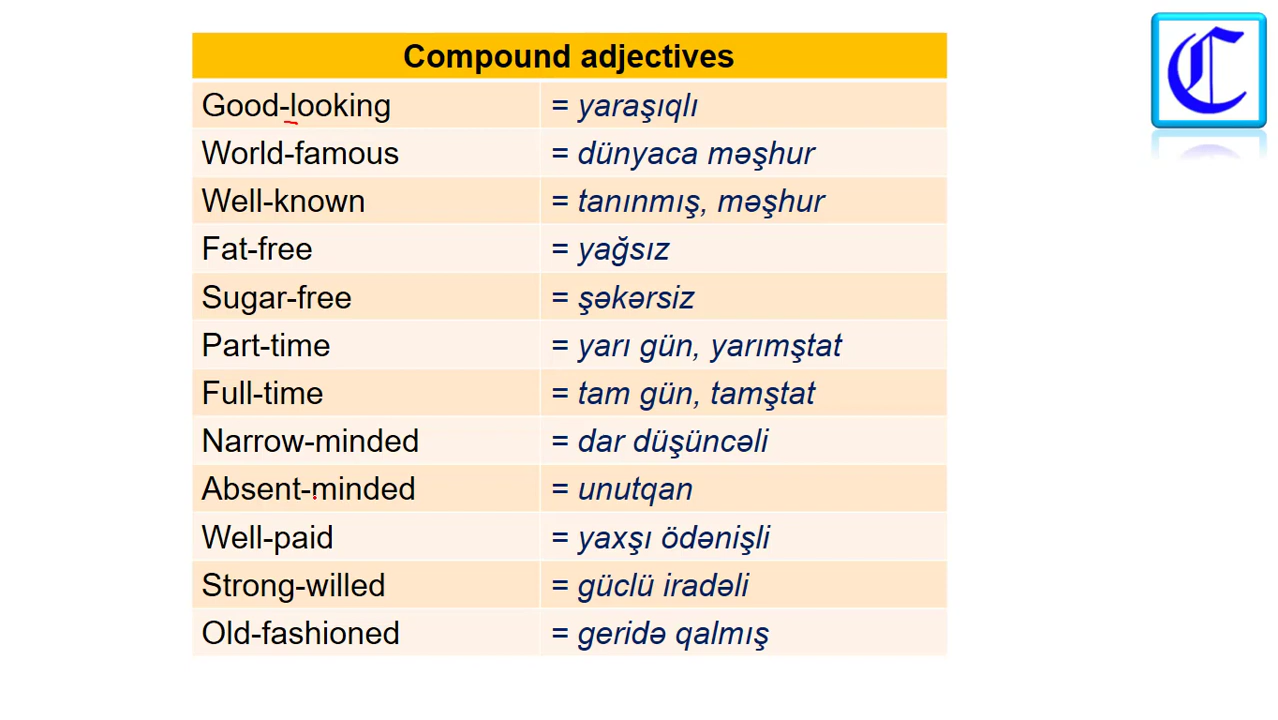 Compound adjectives
Good-looking = yaraşıqlı
World-famous = dünyaca məşhur
Well-known = tanınmış, məşhur
Fat-free = yağsız
Sugar-free = şəkərsiz
Part-time = yarı gün, yarımştat
Full-time = tam gün, tamştat
Narrow-minded = dar düşüncəli
Absent-minded = unutqan
Well-paid = yaxşı ödənişli
Strong-willed = güclü iradəli
Old-fashioned = geridə qalmış
C